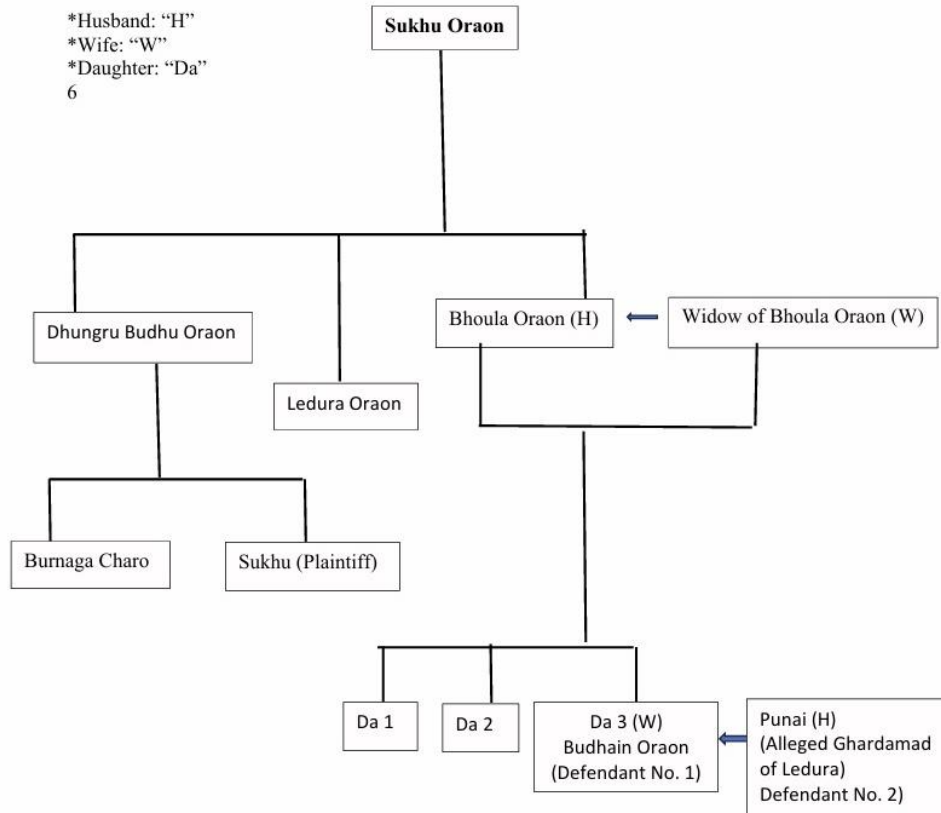 *Husband: “H”
*Wife: “W”
*Daughter: “Da”
6
Sukhu Oraon
Dhungru Budhu Oraon
Ledura Oraon
Bhoula Oraon (H)
Widow of Bhoula Oraon (W)
Burnaga Charo
Sukhu (Plaintiff)
Da 1
Da 2
Da 3 (W)
Budhain Oraon
(Defendant No. 1)
Punai (H)
(Alleged Ghardamad
of Ledura)
Defendant No. 2)